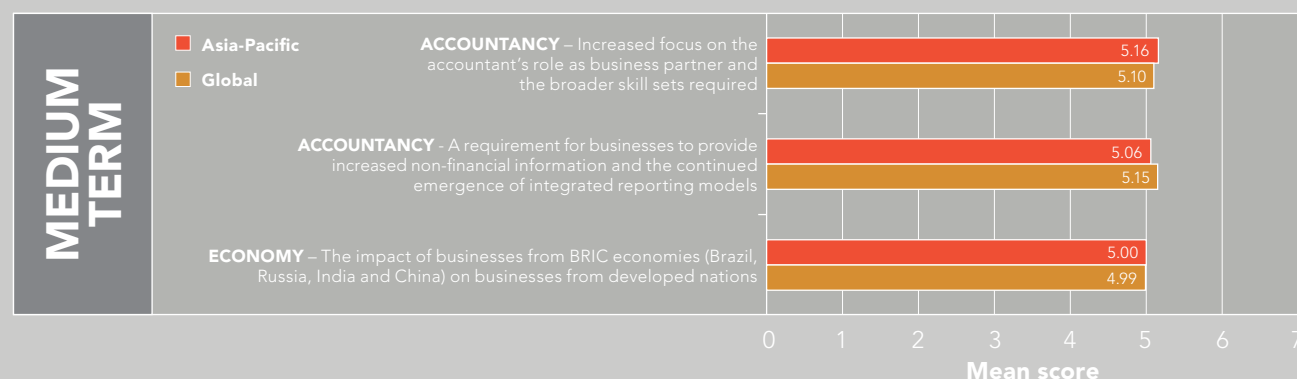 MEDIUM
TERM
Asia-Pacific
Global
ACCOUNTANCY – Increased focus on the
accountant's role as business partner and
the broader skill sets required
5.16
5.10
ACCOUNTANCY - A requirement for businesses to provide
increased non-financial information and the continued
emergence of integrated reporting models
5.06
5.15
ECONOMY – The impact of businesses from BRIC economies (Brazil,
Russia, India and China) on businesses from developed nations
5.00
4.99
0 1 2 3 4 5 6 7
Mean score